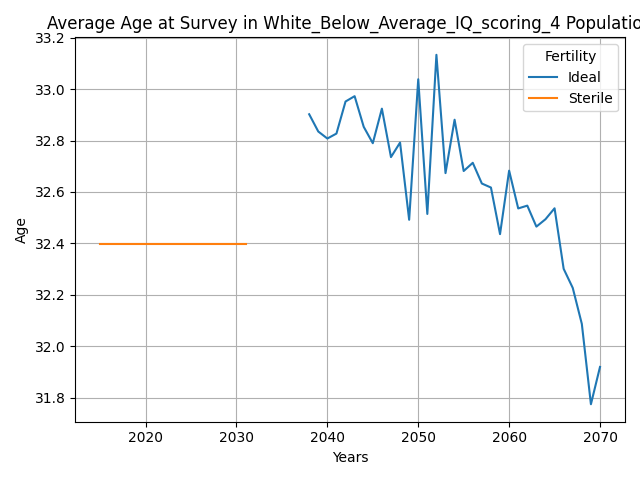 Average Age at Survey in White_Below_Average_IQ_scoring_4 Populatio
33.2
33.0
32.8
32.6
32.4
32.2
32.0
31.8
Age
Fertility
Ideal
Sterile
2020 2030 2040 2050 2060 2070
Years